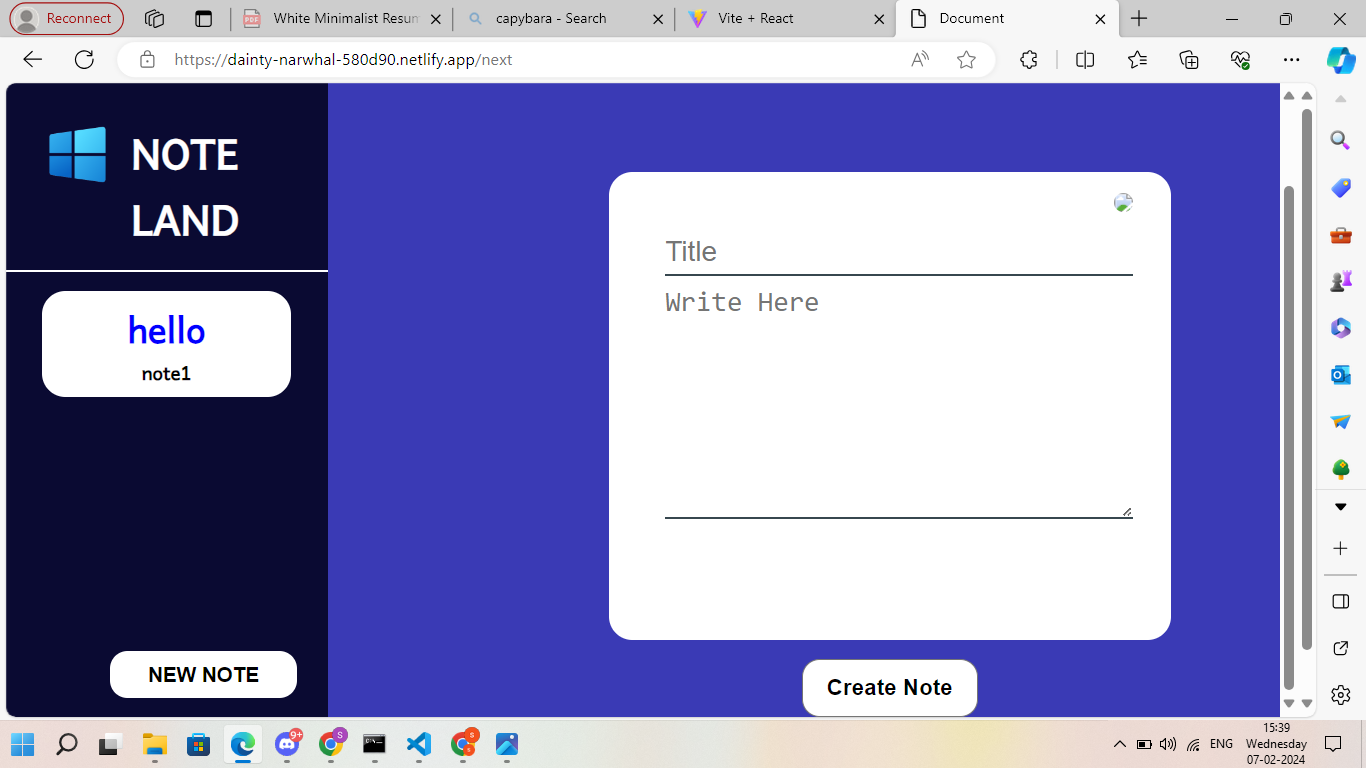 Reconnect
White Minimalist Resum
capybara - Search
Vite + React
Document
https://dainty-narwhal-580d90.netlify.app/next
NOTE
LAND
hello
note1
NEW NOTE
Title
Write Here
Create Note
9+
S
s
s
ENG
15:39
Wednesday
07-02-2024